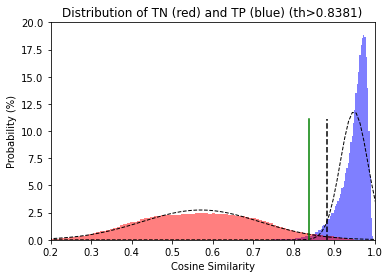 Distribution of TN (red) and TP (blue) (th>0.8381)
20.0
17.5
15.0
12.5
10.0
7.5
5.0
2.5
0.0
Probability (%)
0.2 0.3 0.4 0.5 0.6 0.7 0.8 0.9 1.0
Cosine Similarity